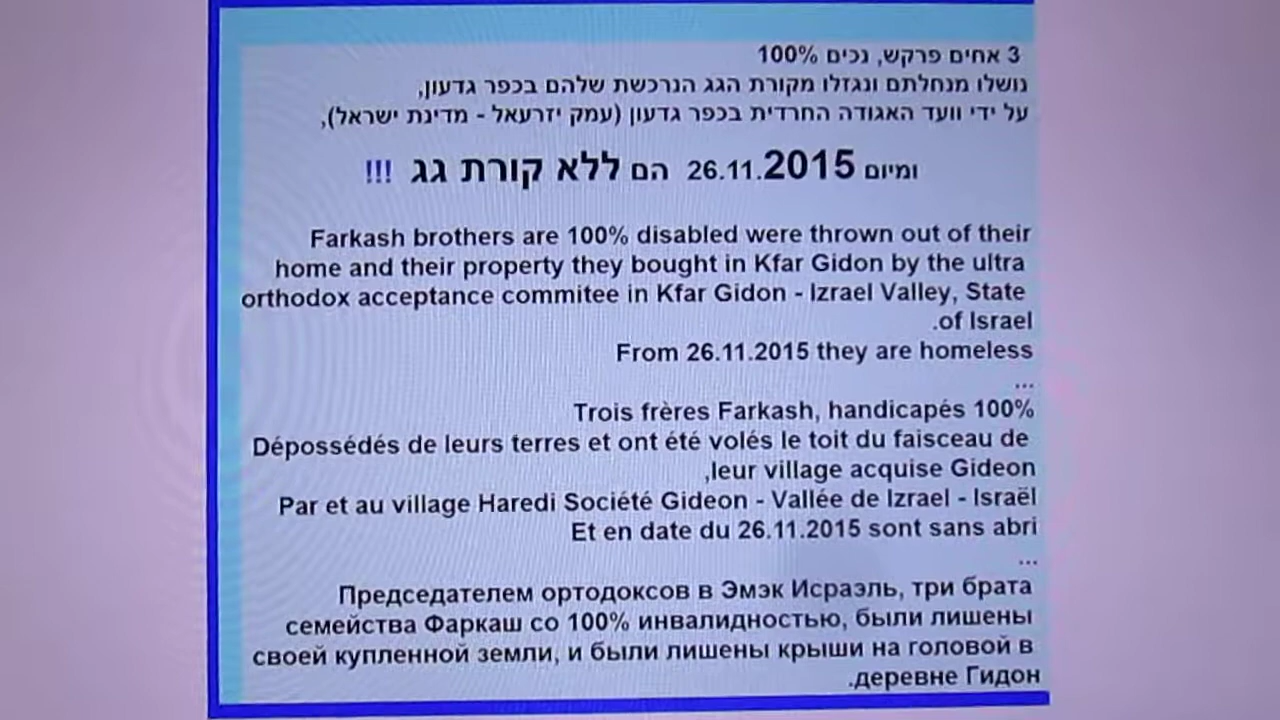 3 אחים פרקש, נכים 100%
נושלו מנחלתם ונגזלו מקורת הגג הנרכשת שלהם בכפר גדעון,
על ידי וועד האגודה החרדית בכפר גדעון (עמק יזרעאל - מדינת ישראל),
ומיום 26.11.2015 הם ללא קורת גג !!!
Farkash brothers are 100% disabled were thrown out of their
home and their property they bought in Kfar Gidon by the ultra
orthodox acceptance commitee in Kfar Gidon - Izrael Valley, State
.of Israel
From 26.11.2015 they are homeless
...
Trois frères Farkash, handicapés 100%
Dépossédés de leurs terres et ont été volés le toit du faisceau de
,leur village acquise Gideon
Par et au village Haredi Société Gideon - Vallée de Izrael - Israël
Et en date du 26.11.2015 sont sans abri
...
Председателем ортодоксов в Эмэк Исраэль, три брата
семейства Фаркаш со 100% инвалидностью, были лишены
своей купленной земли, и были лишены крыши на головой в
.деревне Гидон